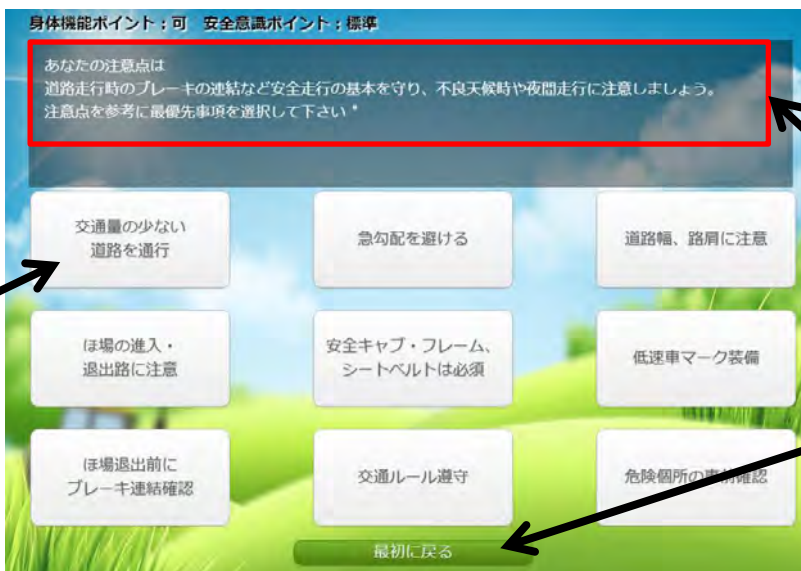 身体機能ポイント：可　安全意識ポイント：標準
あなたの注意点は
道路走行時のブレーキの連結など安全走行の基本を守り、不良天候時や夜間走行に注意しましょう。
注意点を参考に最優先事項を選択して下さい *
交通量の少ない
道路を通行
急勾配を避ける
道路幅、路肩に注意
ほ場の進入・
退出路に注意
安全キャブ・フレーム、
シートベルトは必須
低速車マーク装備
ほ場退出前に
ブレーキ連結確認
交通ルール遵守
危険個所の事前確認
最初に戻る